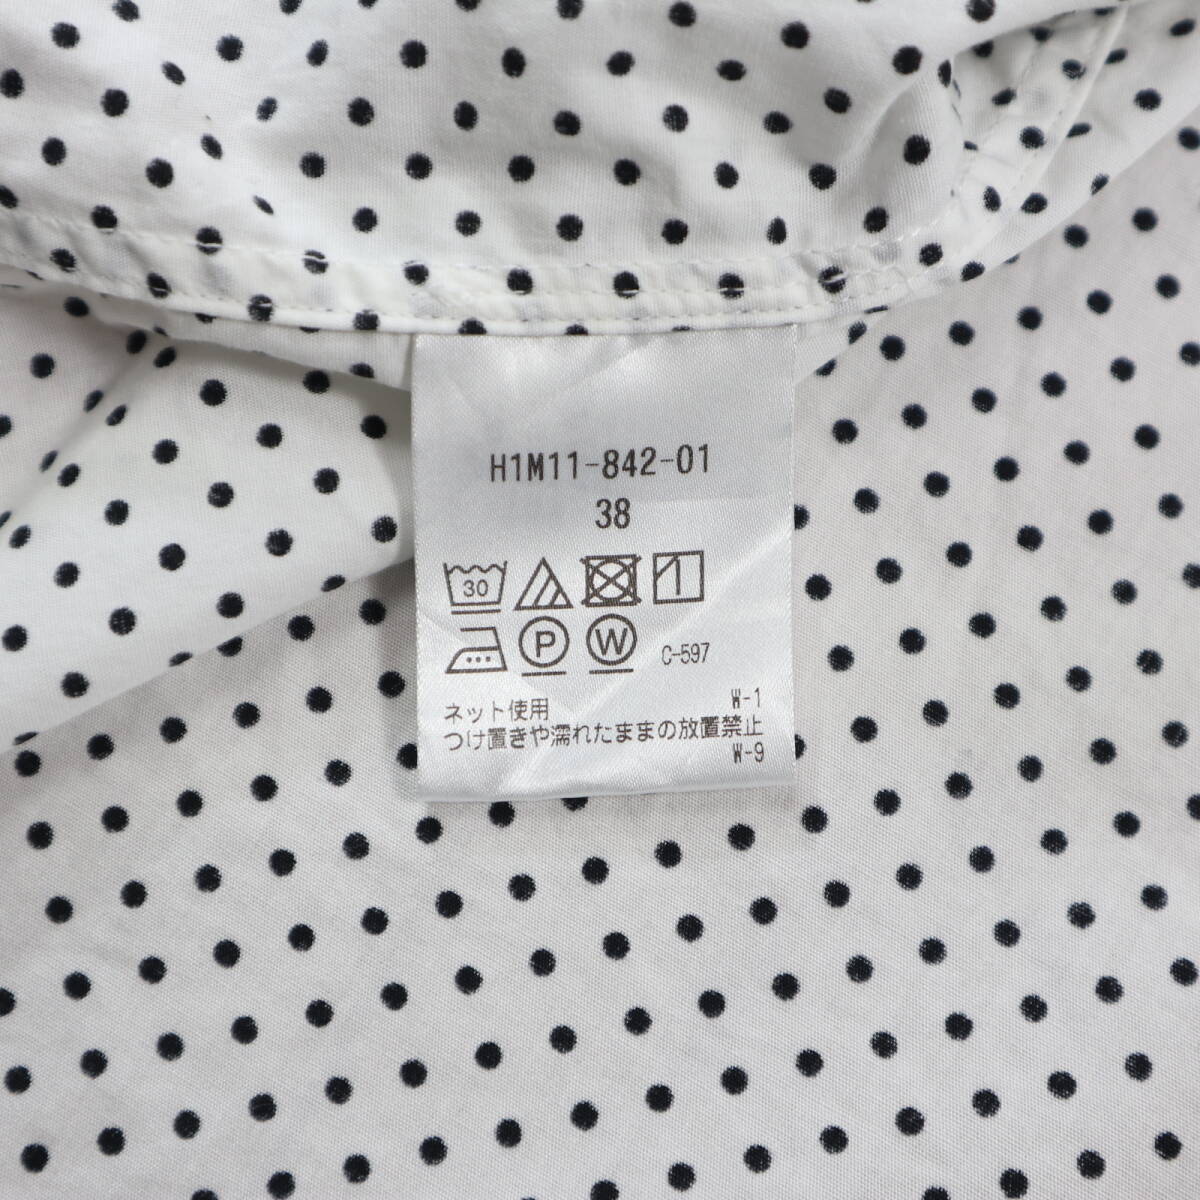 H1M11-842-01
38
30
P W C-597
ネット使用 W-1
つけ置きや濡れたままの放置禁止
W-9